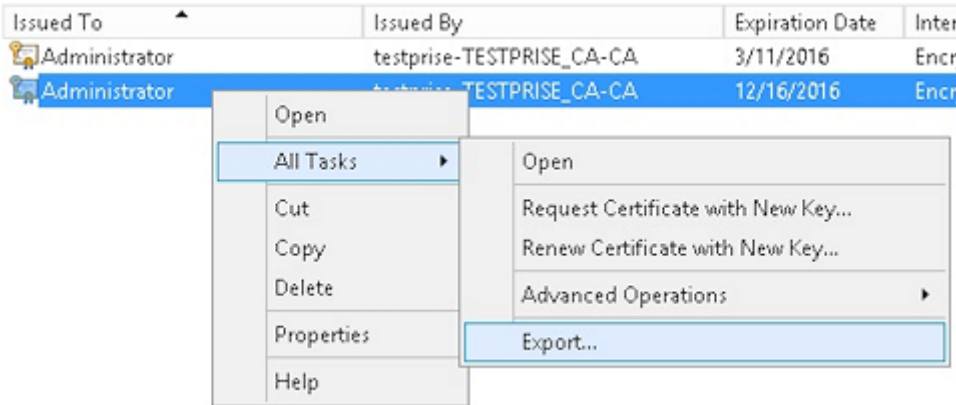 Issued To Issued By Expiration Date Inter
Administrator testprise-TESTPRISE_CA-CA 3/11/2016 Encr
Administrator TESTPRISE_CA-CA 12/16/2016 Encr
Open
All Tasks
Cut
Copy
Delete
Properties
Help
Open
Request Certificate with New Key...
Renew Certificate with New Key...
Advanced Operations
Export...